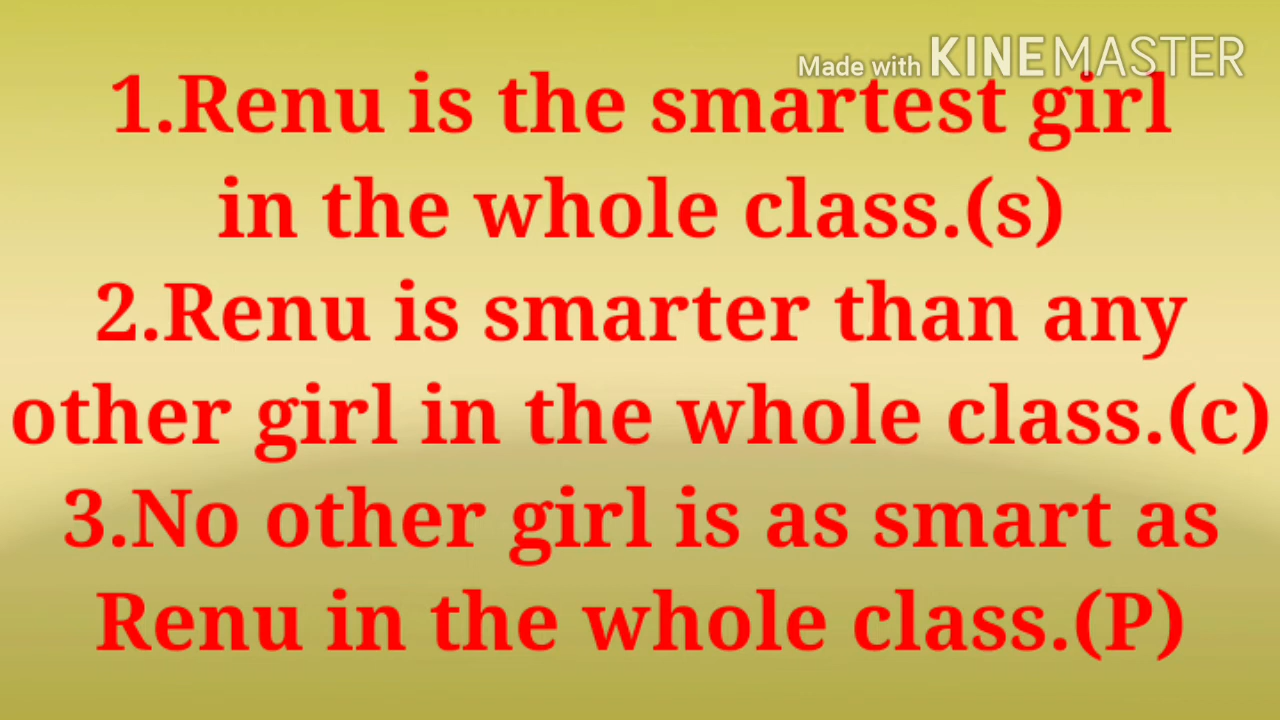 Made with KINEMASTER
1.Renu is the smartest girl
in the whole class.(s)
2.Renu is smarter than any
other girl in the whole class.(c)
3.No other girl is as smart as
Renu in the whole class.(P)